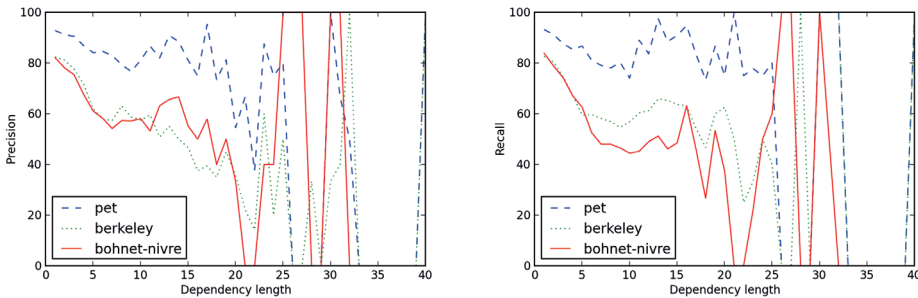 100
80
60
40
20
0
Precision
pet
berkeley
bohnet-nivre
0 5 10 15 20 25 30 35 40
Dependency length
100
80
60
40
20
0
Recall
pet
berkeley
bohnet-nivre
0 5 10 15 20 25 30 35 40
Dependency length